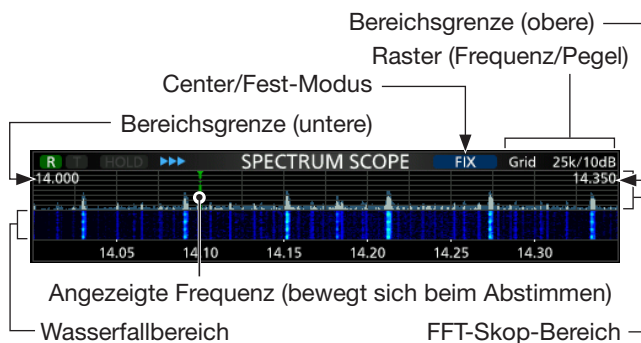 Bereichsgrenze (obere)
Raster (Frequenz/Pegel)
Center/Fest-Modus
Bereichsgrenze (untere)
R T HOLD SPECTRUM SCOPE FIX Grid 25k/10dB
14.000 14.350
14.05 14.10 14.15 14.20 14.25 14.30
Angezeigte Frequenz (bewegt sich beim Abstimmen)
Wasserfallbereich FFT-Skop-Bereich